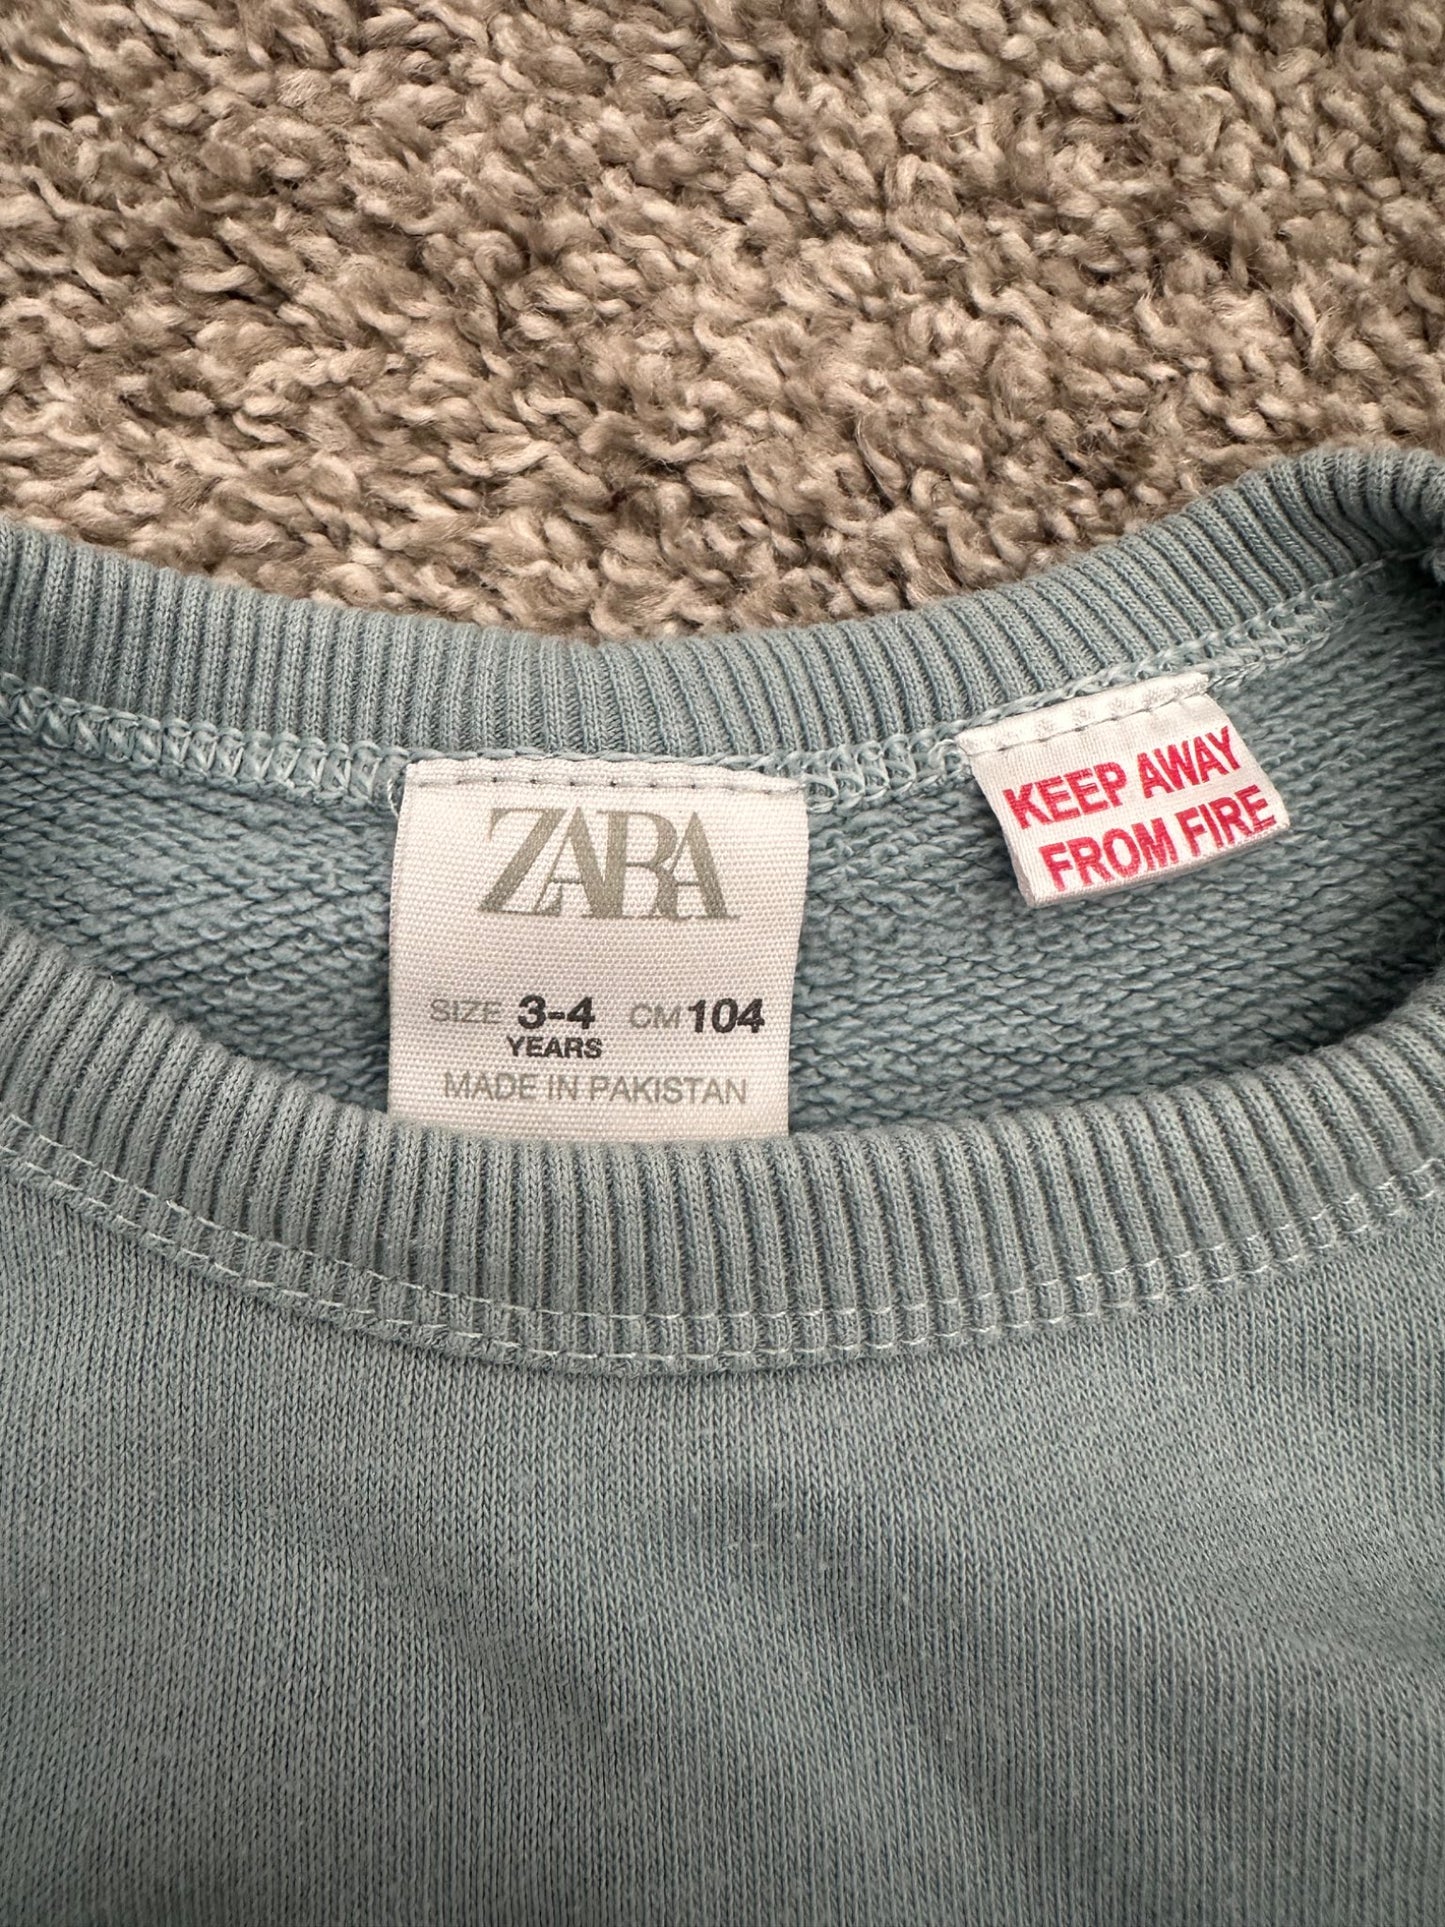 ZARA
SIZE 3-4 CM 104
YEARS
MADE IN PAKISTAN
KEEP AWAY
FROM FIRE